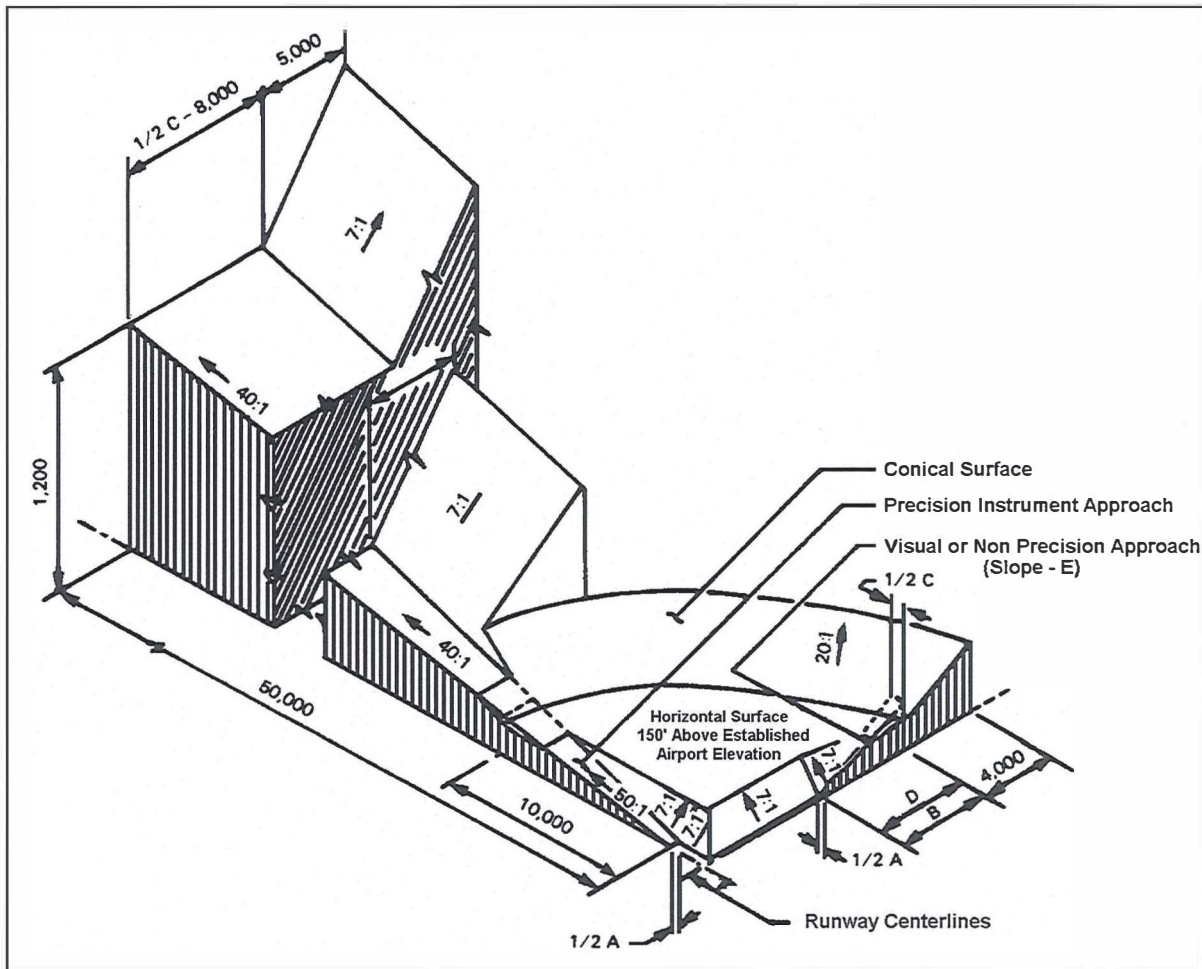 5,000
1/2 C - 8,000
7:1
40:1
1,200
7:1
Conical Surface
Precision Instrument Approach
Visual or Non Precision Approach
(Slope - E)
1/2 C
40:1
20:1
50,000
Horizontal Surface
150' Above Established
Airport Elevation
7:1
4,000
D
B
50:1
7:1
7:1
7:1
10,000
1/2 A
Runway Centerlines
1/2 A